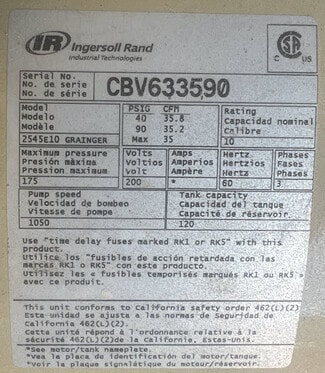 IR Ingersoll Rand
Industrial Technologies
C US
Serial No.
No. de serie
No. de série
CBV633590
Model PSIG CFM Rating
Modelo 40 35.8 Capacidad nominal
Modèle 90 35.2 Calibre
2545E10 GRAINGER Max 35 10
Maximum pressure Volts Amps Hertz Phases
Presión máxima Voltios Amperios Hertzios Fases
Pression maximum Volt Ampère Hertz Phases
175 200 * 60 3
Pump speed Tank capacity
Velocidad de bombeo Capacidad del tanque
Vitesse de pompe Capacité de réservoir.
1050 120
Use "time delay fuses marked RK1 or RK5" with this
product.
Utilice los "fusibles de acción retardada con las
marcas RK1 o RK5" con este producto.
Utilisez les « fusibles temporisés marqués RK1 ou RK5 »
avec ce produit.
This unit conforms to California safety order 462(L)(2).
Esta unidad se ajusta a las normas de Seguridad de
California 462(L)(2).
Cette unité répond à l'ordonnance relative à la
sécurité 462(L)(2) de la California, Etas-Unis.
*See motor/tank nameplate.
*Vea la placa de identificación del motor/tanque.
*Voir la plaque signalétique du moteur/réservoir.